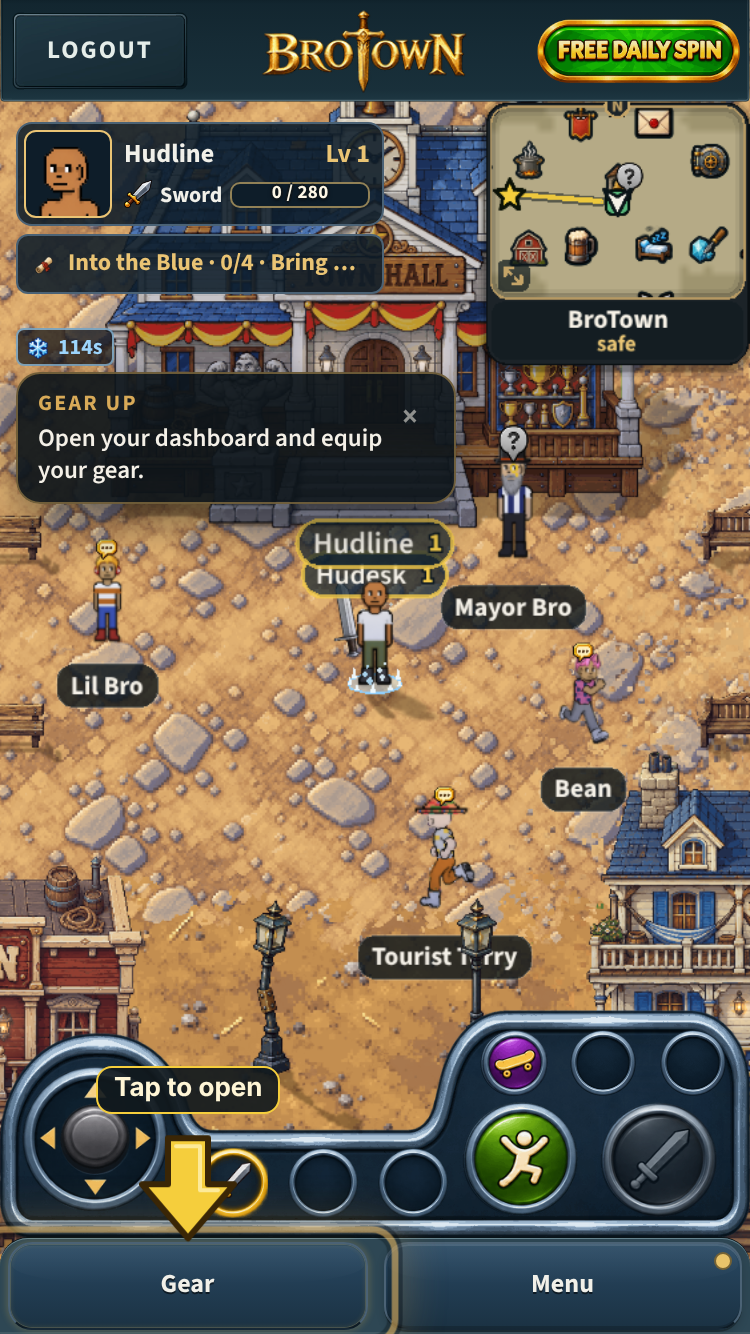 LOGOUT
BROTOWN
FREE DAILY SPIN
Hudline
Lv 1
Sword
0 / 280
Into the Blue · 0/4 · Bring ...
HALL
N
?
BroTown
safe
114s
GEAR UP
×
Open your dashboard and equip
your gear.
?
Hudline 1
Hudesk 1
Mayor Bro
Lil Bro
Bean
Tourist T rry
N
Tap to open
Gear
Menu